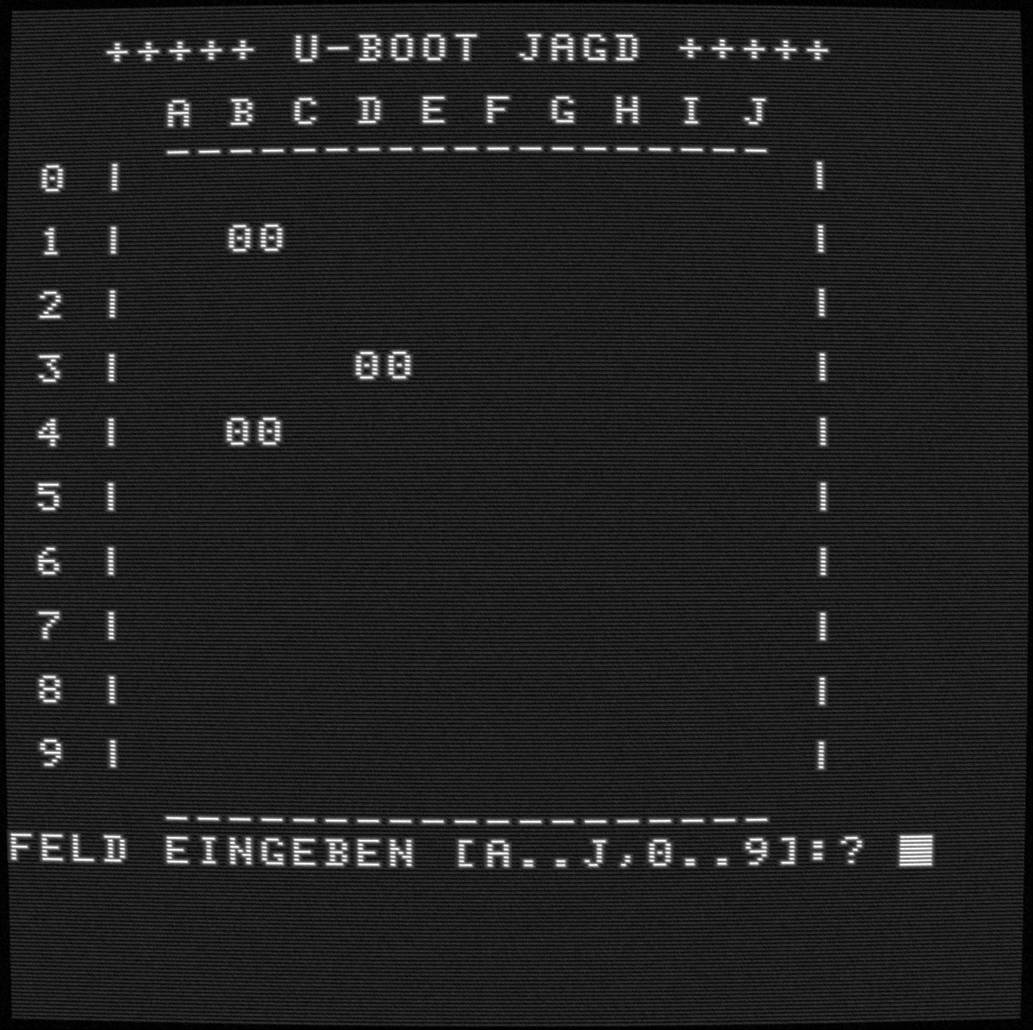 +++++ U-BOOT JAGD +++++
A B C D E F G H I J
--------------------
0 | |
1 | 00 |
2 | |
3 | 00 |
4 | 00 |
5 | |
6 | |
7 | |
8 | |
9 | |
--------------------
FELD EINGEBEN [A..J,0..9]:?